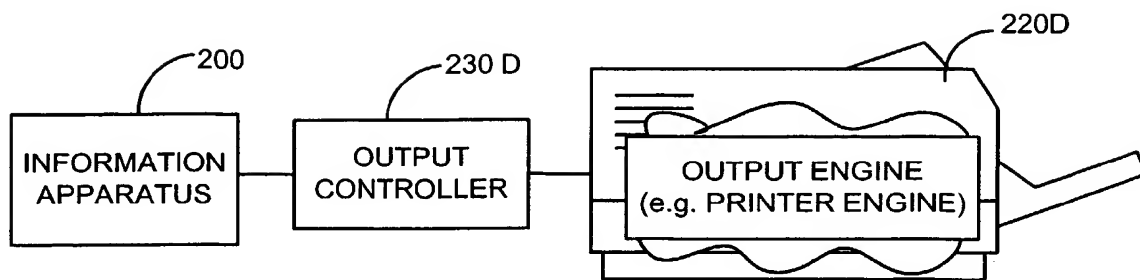 200
230 D
220D
INFORMATION
APPARATUS
OUTPUT
CONTROLLER
OUTPUT ENGINE
(e.g. PRINTER ENGINE)